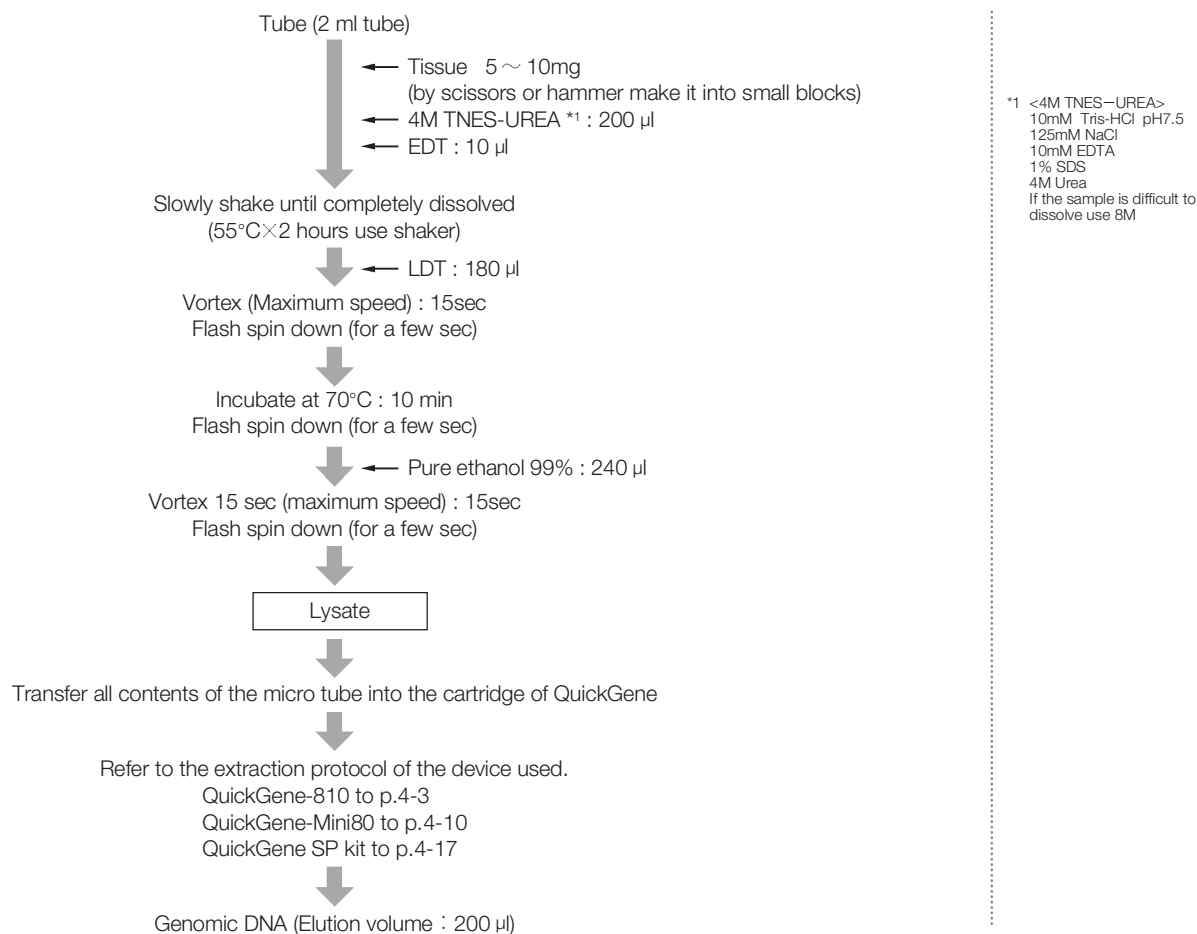 Tube (2 ml tube)
Tissue 5～10mg
(by scissors or hammer make it into small blocks)
4M TNES-UREA *1 : 200 µl
EDT : 10 µl
Slowly shake until completely dissolved
(55°C×2 hours use shaker)
LDT : 180 µl
Vortex (Maximum speed) : 15sec
Flash spin down (for a few sec)
Incubate at 70°C : 10 min
Flash spin down (for a few sec)
Pure ethanol 99% : 240 µl
Vortex 15 sec (maximum speed) : 15sec
Flash spin down (for a few sec)
Lysate
Transfer all contents of the micro tube into the cartridge of QuickGene
Refer to the extraction protocol of the device used.
QuickGene-810 to p.4-3
QuickGene-Mini80 to p.4-10
QuickGene SP kit to p.4-17
Genomic DNA (Elution volume：200 µl)
*1 <4M TNES－UREA>
10mM Tris-HCl pH7.5
125mM NaCl
10mM EDTA
1% SDS
4M Urea
If the sample is difficult to
dissolve use 8M